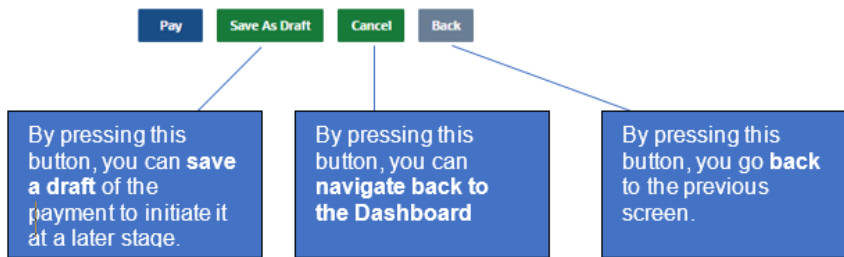 Pay Save As Draft Cancel Back
By pressing this
button, you can save
a draft of the
payment to initiate it
at a later stage.
By pressing this
button, you can
navigate back to
the Dashboard
By pressing this
button, you go back
to the previous
screen.